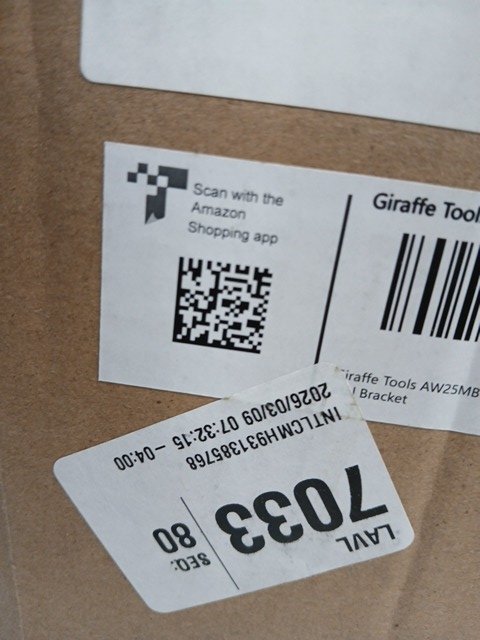 Scan with the
Amazon
Shopping app
Giraffe Tool
iraffe Tools AW25MB
Bracket
2026/03/09 07:32:15 -04:00
INTLCMH931385768
LAVL
7033
SEQ:
80